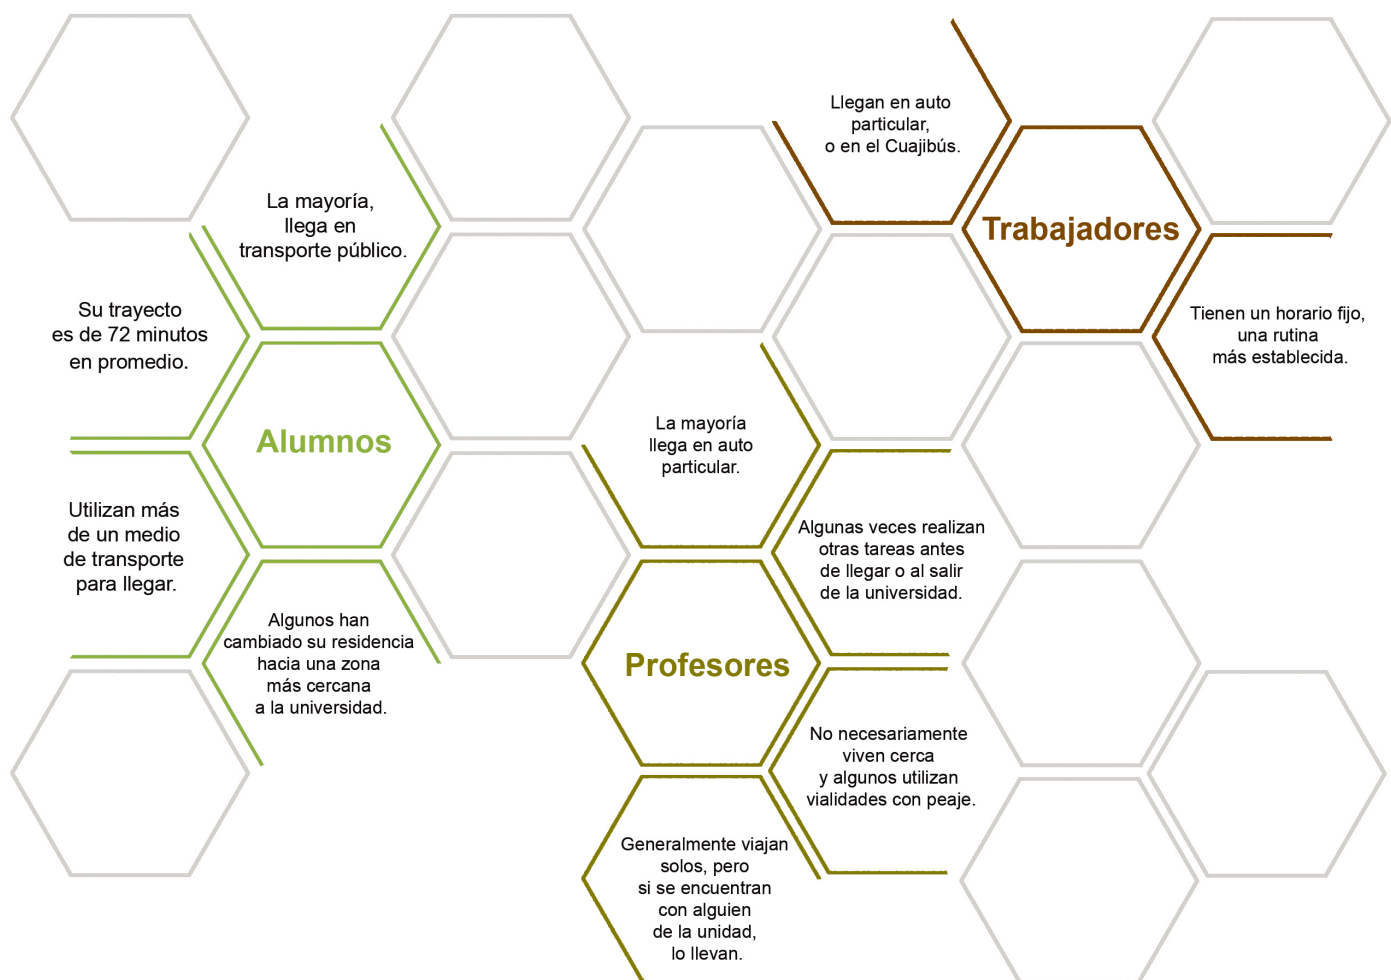 Llegan en auto
particular,
o en el Cuajibús.
Trabajadores
Tienen un horario fijo,
una rutina
más establecida.
La mayoría,
llega en
transporte público.
Su trayecto
es de 72 minutos
en promedio.
Alumnos
Utilizan más
de un medio
de transporte
para llegar.
Algunos han
cambiado su residencia
hacia una zona
más cercana
a la universidad.
La mayoría
llega en auto
particular.
Algunas veces realizan
otras tareas antes
de llegar o al salir
de la universidad.
Profesores
No necesariamente
viven cerca
y algunos utilizan
vialidades con peaje.
Generalmente viajan
solos, pero
si se encuentran
con alguien
de la unidad,
lo llevan.